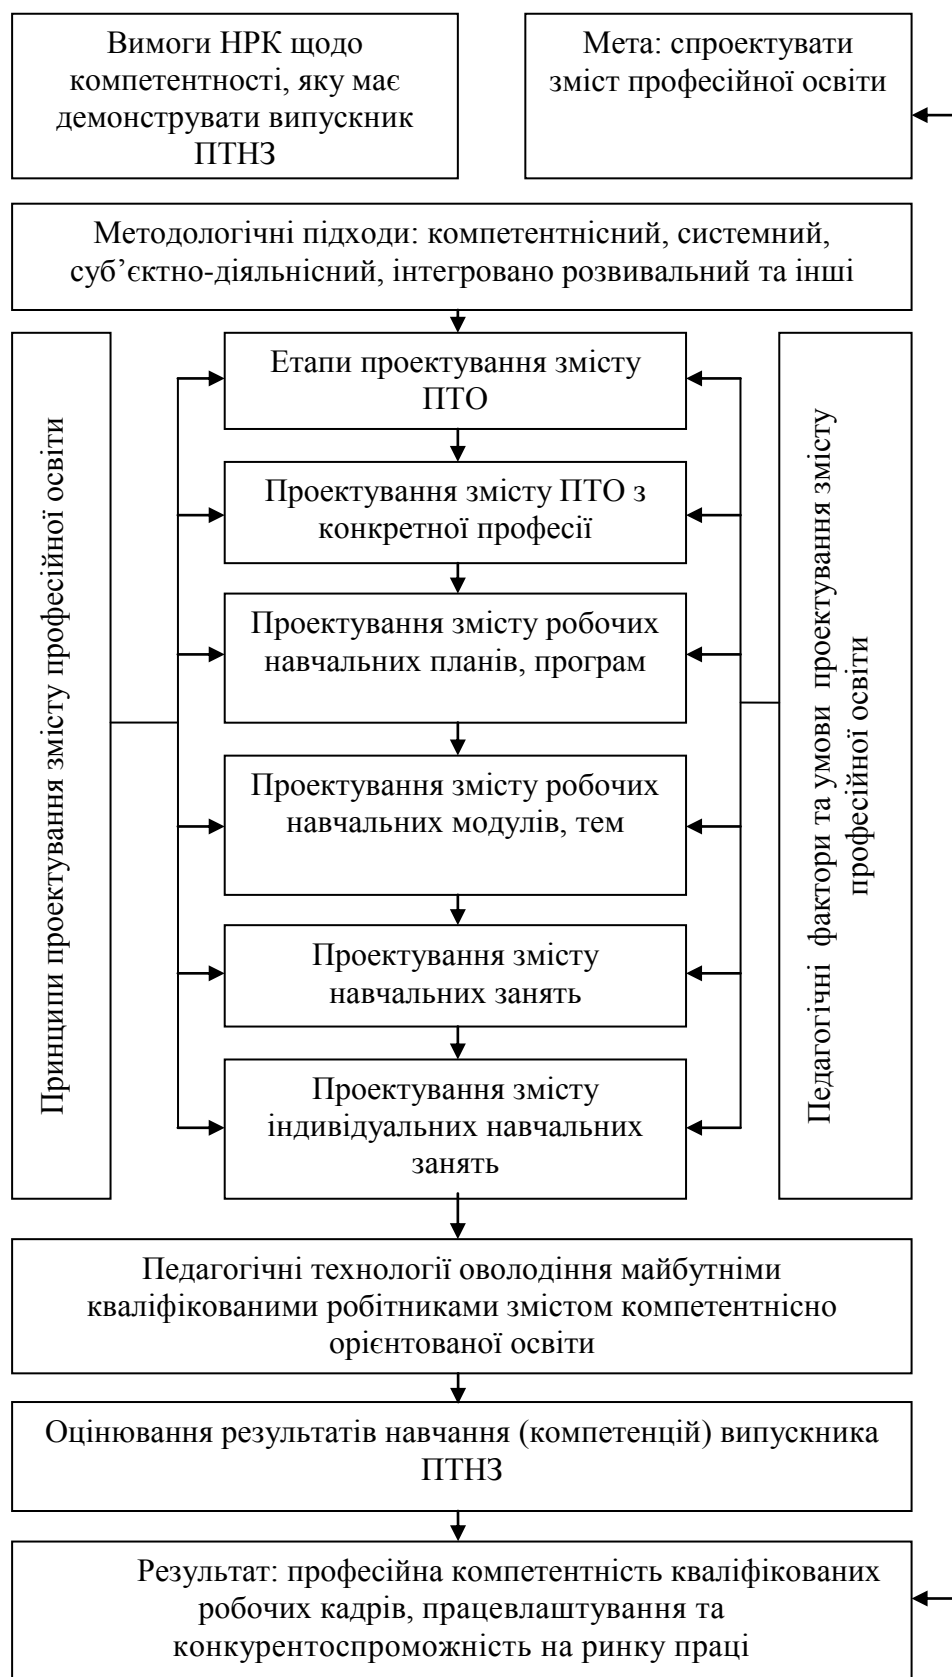 Вимоги НРК щодо
компетентності, яку має
демонструвати випускник
ПТНЗ
Мета: спроектувати
зміст професійної освіти
Методологічні підходи: компетентнісний, системний,
суб’єктно-діяльнісний, інтегровано розвивальний та інші
Принципи проектування змісту професійної освіти
Етапи проектування змісту
ПТО
Проектування змісту ПТО з
конкретної професії
Проектування змісту робочих
навчальних планів, програм
Проектування змісту робочих
навчальних модулів, тем
Проектування змісту
навчальних занять
Проектування змісту
індивідуальних навчальних
занять
Педагогічні фактори та умови проектування змісту
професійної освіти
Педагогічні технології оволодіння майбутніми
кваліфікованими робітниками змістом компетентнісно
орієнтованої освіти
Оцінювання результатів навчання (компетенцій) випускника
ПТНЗ
Результат: професійна компетентність кваліфікованих
робочих кадрів, працевлаштування та
конкурентоспроможність на ринку праці